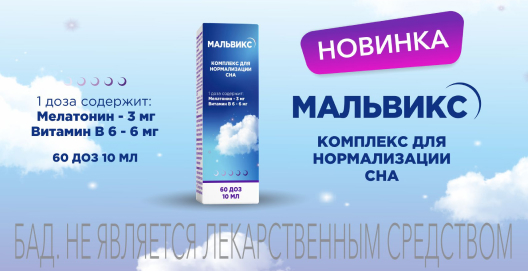 1 доза содержит:
Мелатонин - 3 мг
Витамин В 6 - 6 мг
60 ДОЗ 10 МЛ
МАЛЬВИКС
КОМПЛЕКС ДЛЯ
НОРМАЛИЗАЦИИ
СНА
1 доза содержит:
Мелатонин - 3 мг
Витамин В 6 - 6 мг
60 ДОЗ
10 МЛ
НОВИНКА
МАЛЬВИКС
КОМПЛЕКС ДЛЯ
НОРМАЛИЗАЦИИ
СНА
БАД. НЕ ЯВЛЯЕТСЯ ЛЕКАРСТВЕННЫМ СРЕДСТВОМ